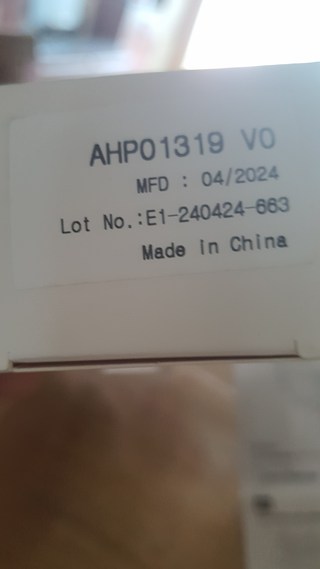 AHP01319 V0
MFD : 04/2024
Lot No.:E1-240424-663
Made in China